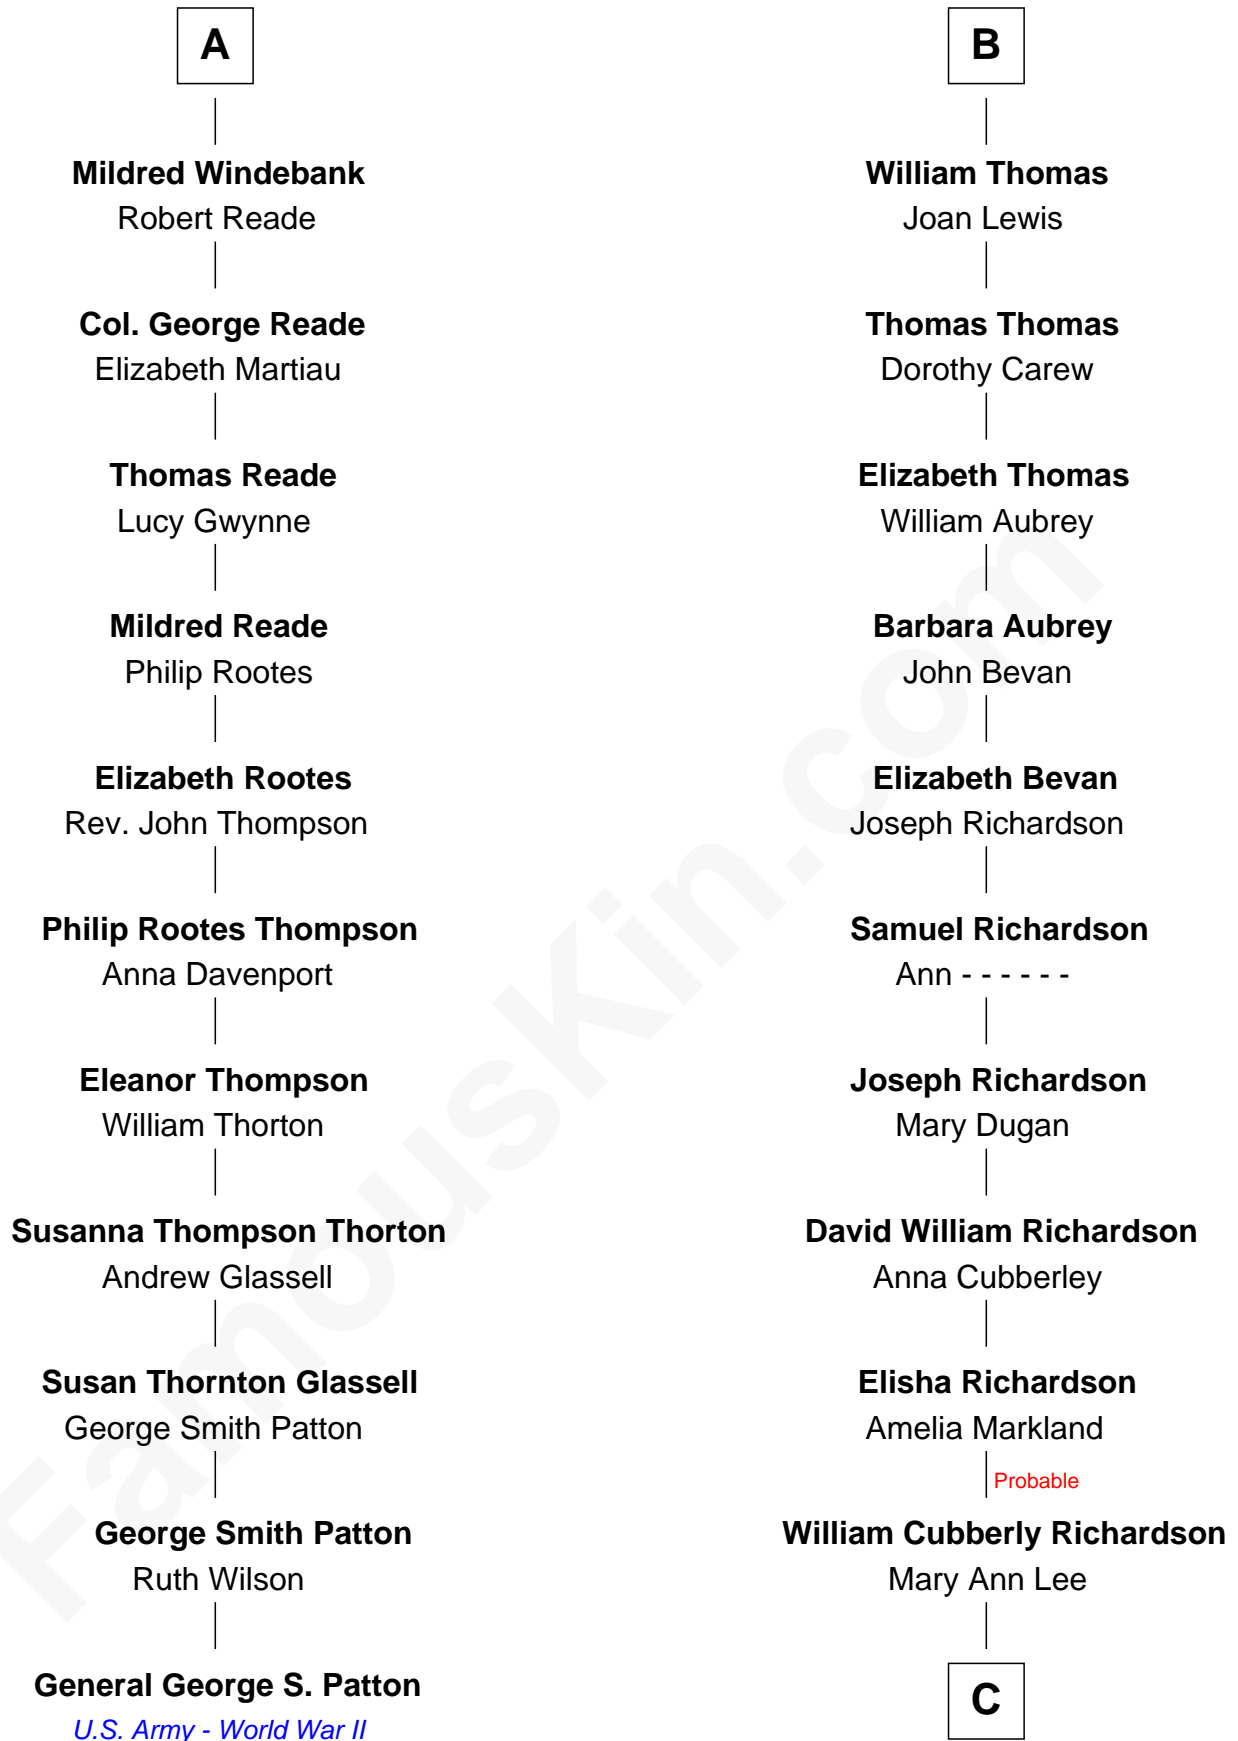 A
Mildred Windebank
Robert Reade
Col. George Reade
Elizabeth Martiau
Thomas Reade
Lucy Gwynne
Mildred Reade
Philip Rootes
Elizabeth Rootes
Rev. John Thompson
Philip Rootes Thompson
Anna Davenport
Eleanor Thompson
William Thorton
Susanna Thompson Thorton
Andrew Glassell
Susan Thornton Glassell
George Smith Patton
George Smith Patton
Ruth Wilson
General George S. Patton
U.S. Army - World War II
B
William Thomas
Joan Lewis
Thomas Thomas
Dorothy Carew
Elizabeth Thomas
William Aubrey
Barbara Aubrey
John Bevan
Elizabeth Bevan
Joseph Richardson
Samuel Richardson
Ann - - - - - -
Joseph Richardson
Mary Dugan
David William Richardson
Anna Cubberley
Elisha Richardson
Amelia Markland
Probable
William Cubberly Richardson
Mary Ann Lee
C
FamousKin.com